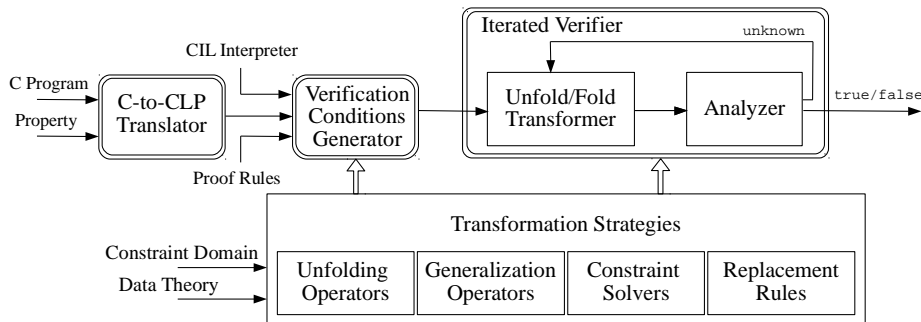 Iterated Verifier
unknown
CIL Interpreter
C Program
Property
C-to-CLP
Translator
Verification
Conditions
Generator
Unfold/Fold
Transformer
Analyzer
true/false
Proof Rules
Transformation Strategies
Constraint Domain
Data Theory
Unfolding
Operators
Generalization
Operators
Constraint
Solvers
Replacement
Rules